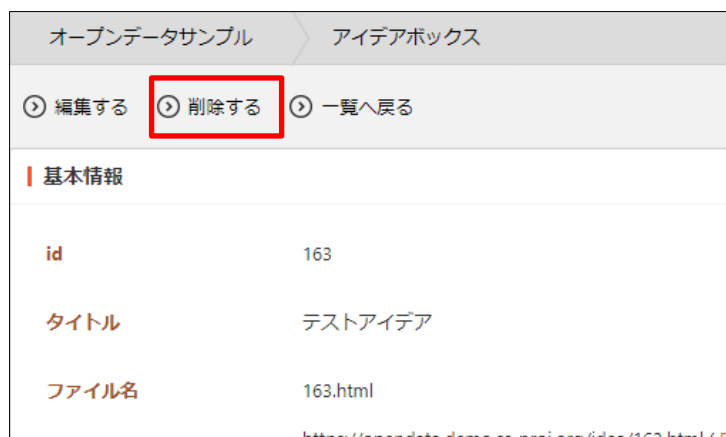 オープンデータサンプル アイデアボックス
編集する 削除する 一覧へ戻る
基本情報
id 163
タイトル テストアイデア
ファイル名 163.html